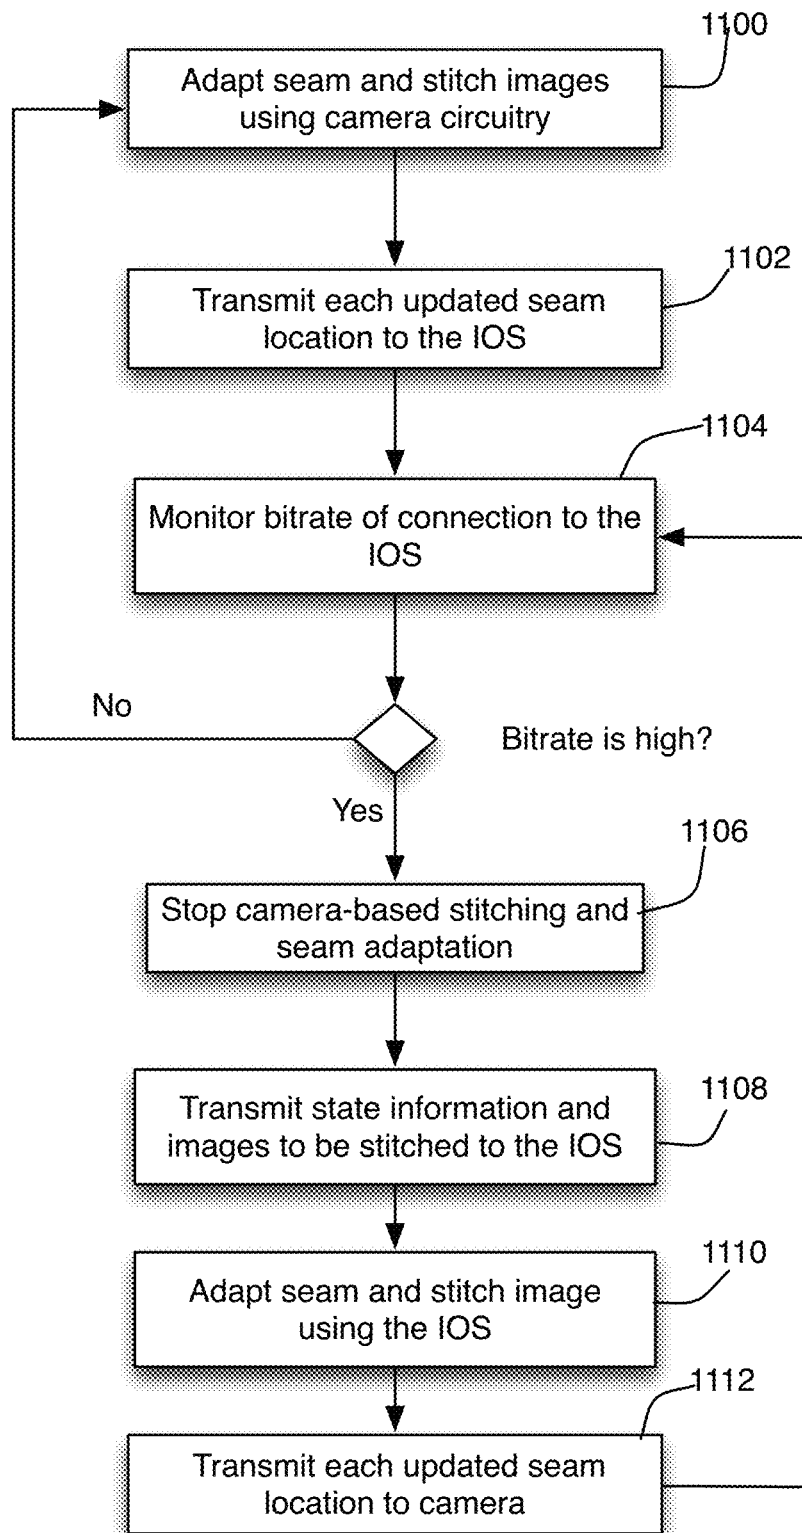 1100
Adapt seam and stitch images
using camera circuitry
1102
Transmit each updated seam
location to the IOS
1104
Monitor bitrate of connection to the
IOS
No
Bitrate is high?
Yes
1106
Stop camera-based stitching and
seam adaptation
1108
Transmit state information and
images to be stitched to the IOS
1110
Adapt seam and stitch image
using the IOS
1112
Transmit each updated seam
location to camera